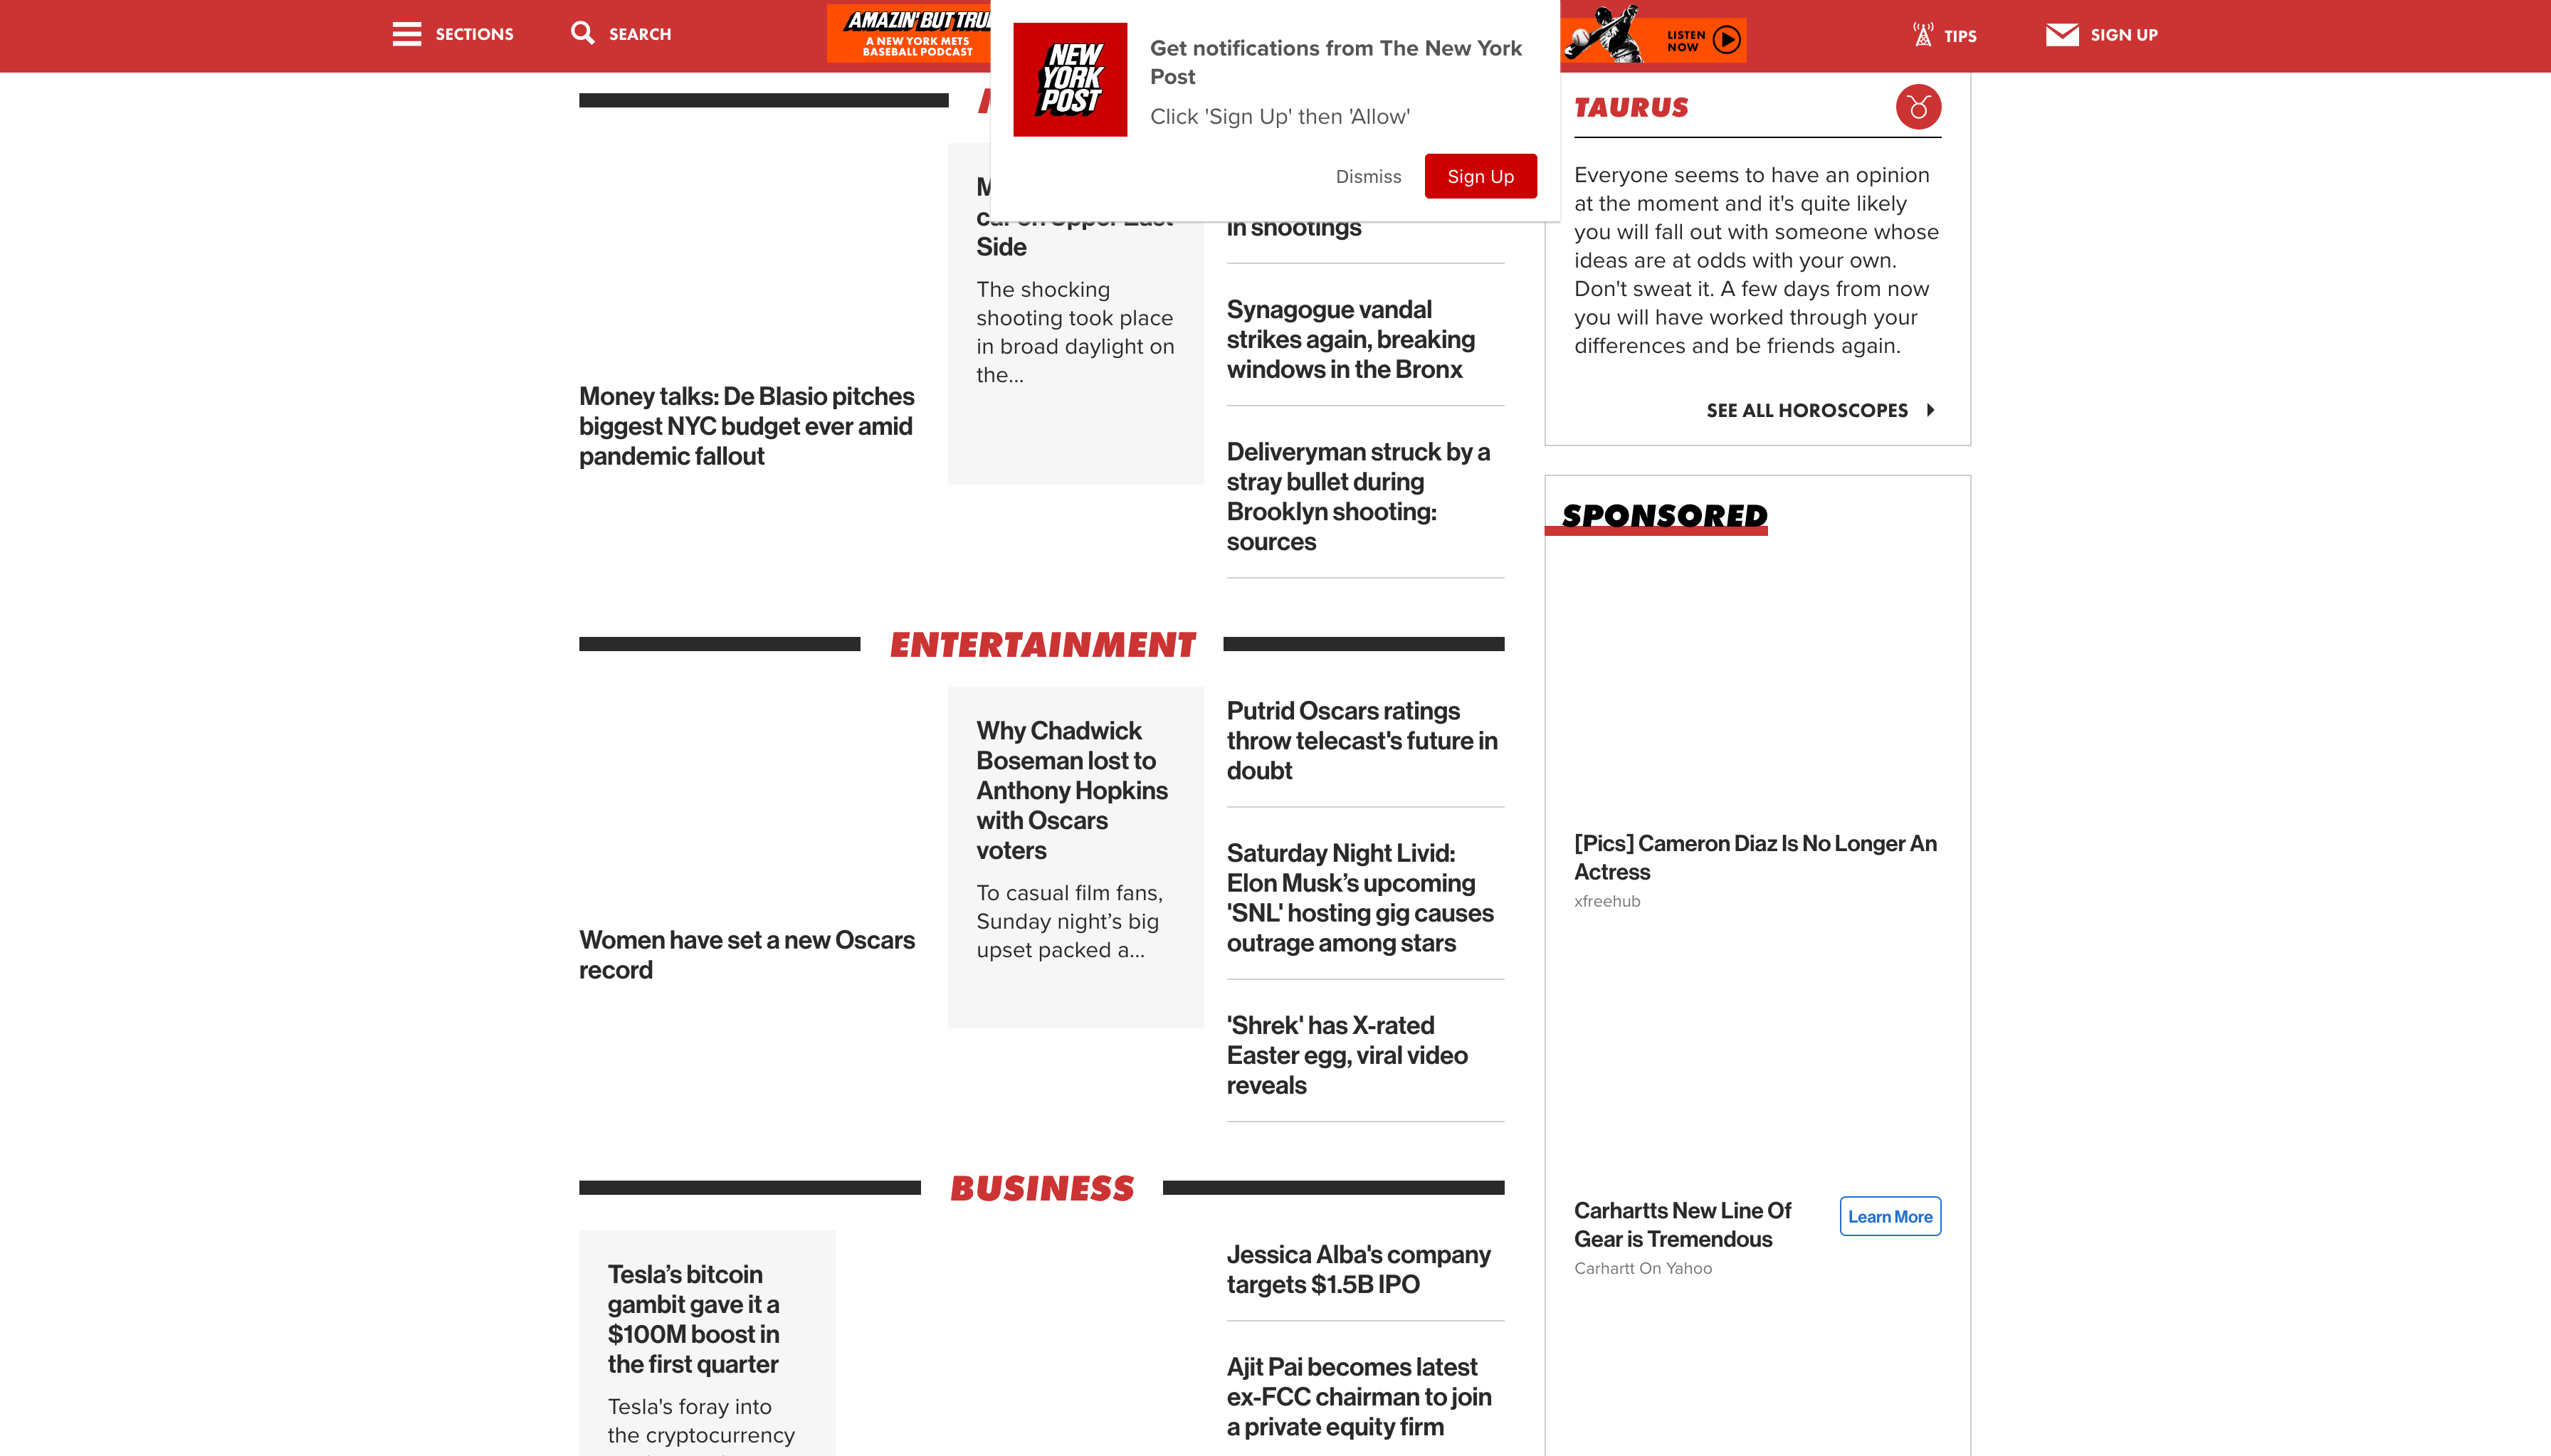 SECTIONS
SEARCH
AMAZIN' BUT
A NEW YORK METS
BASEBALL PODCAST
NEW
YORK
POST
Get notifications from The New York
Post
Click 'Sign Up' then 'Allow'
Dismiss
Sign Up
LISTEN
NOW
TIPS
SIGN UP
Money talks: De Blasio pitches
biggest NYC budget ever amid
pandemic fallout
Side
The shocking
shooting took place
in broad daylight on
the...
in shootings
Synagogue vandal
strikes again, breaking
windows in the Bronx
Deliveryman struck by a
stray bullet during
Brooklyn shooting:
sources
ENTERTAINMENT
Women have set a new Oscars
record
Why Chadwick
Boseman lost to
Anthony Hopkins
with Oscars
voters
To casual film fans,
Sunday night’s big
upset packed a...
Putrid Oscars ratings
throw telecast's future in
doubt
Saturday Night Livid:
Elon Musk’s upcoming
'SNL' hosting gig causes
outrage among stars
'Shrek' has X-rated
Easter egg, viral video
reveals
BUSINESS
Tesla’s bitcoin
gambit gave it a
$100M boost in
the first quarter
Tesla's foray into
the cryptocurrency
Jessica Alba's company
targets $1.5B IPO
Ajit Pai becomes latest
ex-FCC chairman to join
a private equity firm
TAURUS
Everyone seems to have an opinion
at the moment and it's quite likely
you will fall out with someone whose
ideas are at odds with your own.
Don't sweat it. A few days from now
you will have worked through your
differences and be friends again.
SEE ALL HOROSCOPES
SPONSORED
[Pics] Cameron Diaz Is No Longer An
Actress
xfreehub
Carhartts New Line Of
Gear is Tremendous
Carhartt On Yahoo
Learn More